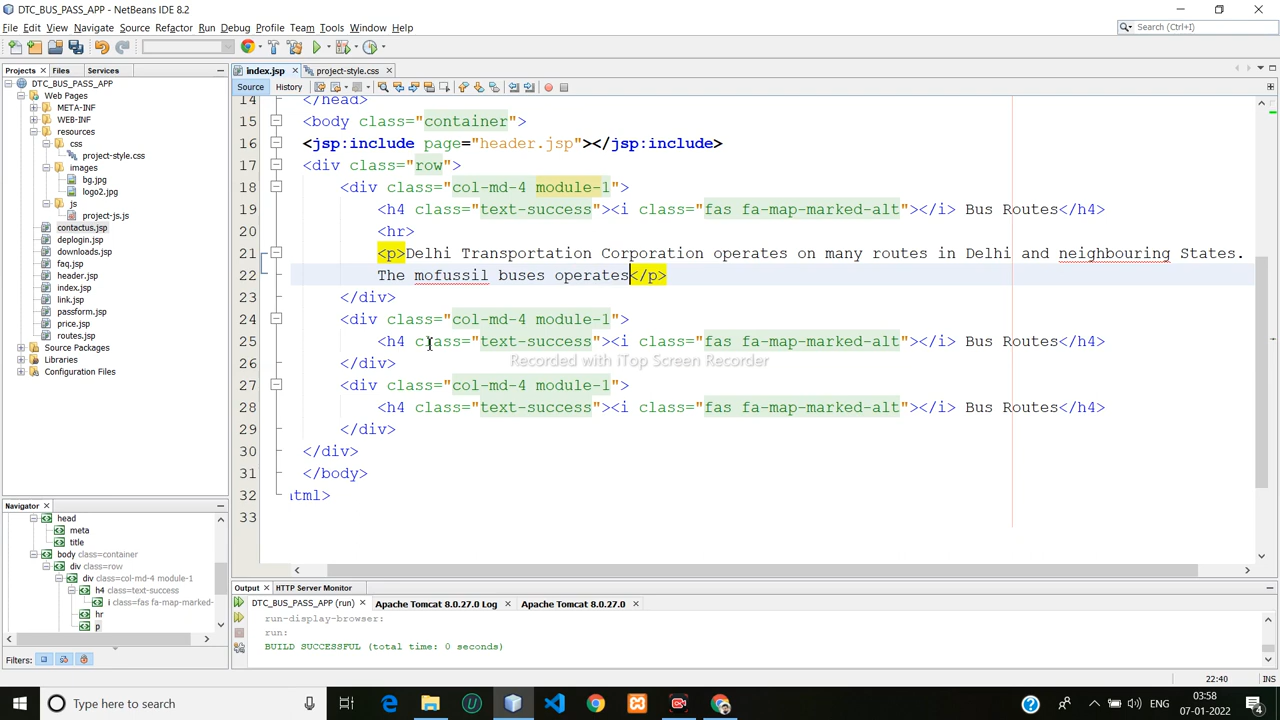 DTC_BUS_PASS_APP - NetBeans IDE 8.2
File Edit View Navigate Source Refactor Run Debug Profile Team Tools Window Help
Search (Ctrl+I)
Projects Files Services
index.jsp project-style.css
DTC_BUS_PASS_APP
Source History
Web Pages
META-INF
WEB-INF
resources
css
project-style.css
images
bg.jpg
logo2.jpg
js
project-js.js
contactus.jsp
deplogin.jsp
downloads.jsp
faq.jsp
header.jsp
index.jsp
link.jsp
passform.jsp
price.jsp
routes.jsp
Source Packages
Libraries
Configuration Files
14 </head>
15 <body class="container">
16 <jsp:include page="header.jsp"></jsp:include>
17 <div class="row">
18 <div class="col-md-4 module-1">
19 <h4 class="text-success"><i class="fas fa-map-marked-alt"></i> Bus Routes</h4>
20 <hr>
21 <p>Delhi Transportation Corporation operates on many routes in Delhi and neighbouring States.
22 The mofussil buses operates</p>
23 </div>
24 <div class="col-md-4 module-1">
25 <h4 class="text-success"><i class="fas fa-map-marked-alt"></i> Bus Routes</h4>
Recorded with iTop Screen Recorder
26 </div>
27 <div class="col-md-4 module-1">
28 <h4 class="text-success"><i class="fas fa-map-marked-alt"></i> Bus Routes</h4>
29 </div>
30 </div>
31 </body>
32 html>
33
Navigator
head
meta
title
body class=container
div class=row
div class=col-md-4 module-1
h4 class=text-success
i class=fas fa-map-marked-
hr
p
Filters:
Output HTTP Server Monitor
DTC_BUS_PASS_APP (run) Apache Tomcat 8.0.27.0 Log Apache Tomcat 8.0.27.0
run-display-browser:
run:
BUILD SUCCESSFUL (total time: 0 seconds)
22:40 INS
Type here to search
ENG
03:58
07-01-2022
4